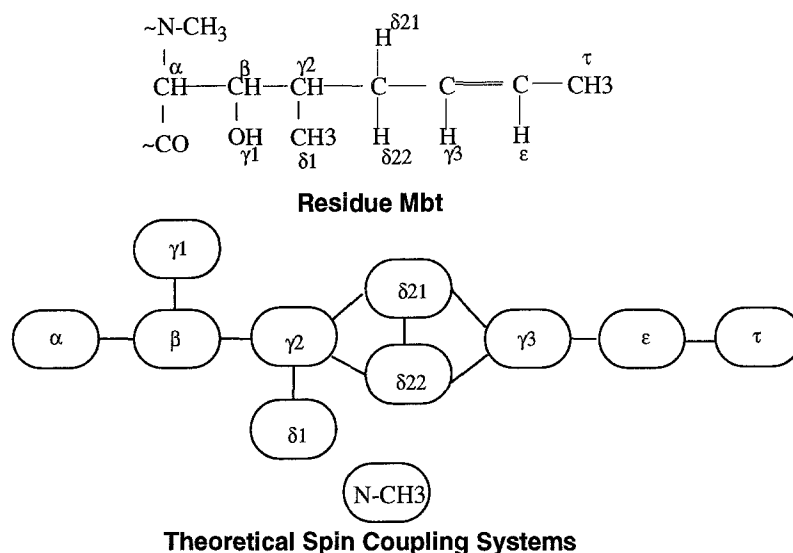 ~N-CH3
δ21
H
α β γ2 τ
CH CH CH C C C CH3
~CO OH CH3 H H H
γ1 δ1 δ22 γ3 ε
Residue Mbt
γ1
δ21
α β γ2 γ3 ε τ
δ22
δ1
N-CH3
Theoretical Spin Coupling Systems